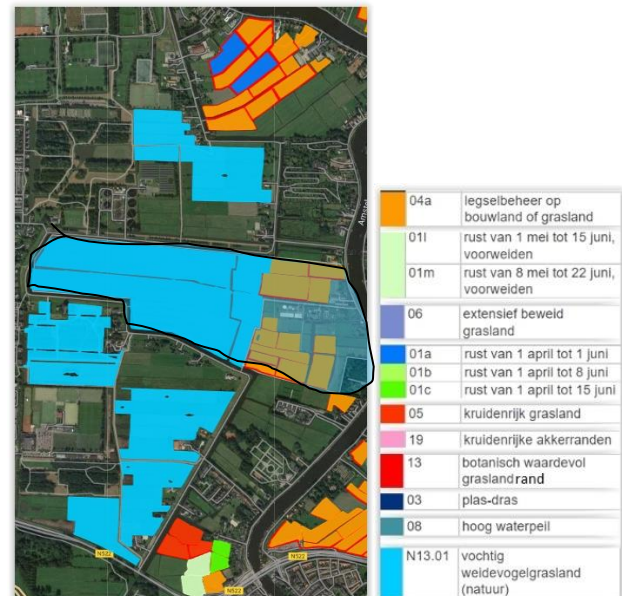 Amstel
N522
N522
N522
04a legselbeheer op
bouwland of grasland
01l rust van 1 mei tot 15 juni,
voorweiden
01m rust van 8 mei tot 22 juni,
voorweiden
06 extensief beweid
grasland
01a rust van 1 april tot 1 juni
01b rust van 1 april tot 8 juni
01c rust van 1 april tot 15 juni
05 kruidenrijk grasland
19 kruidenrijke akkerranden
13 botanisch waardevol
graslandrand
03 plas-dras
08 hoog waterpeil
N13.01 vochtig
weidevogelgrasland
(natuur)